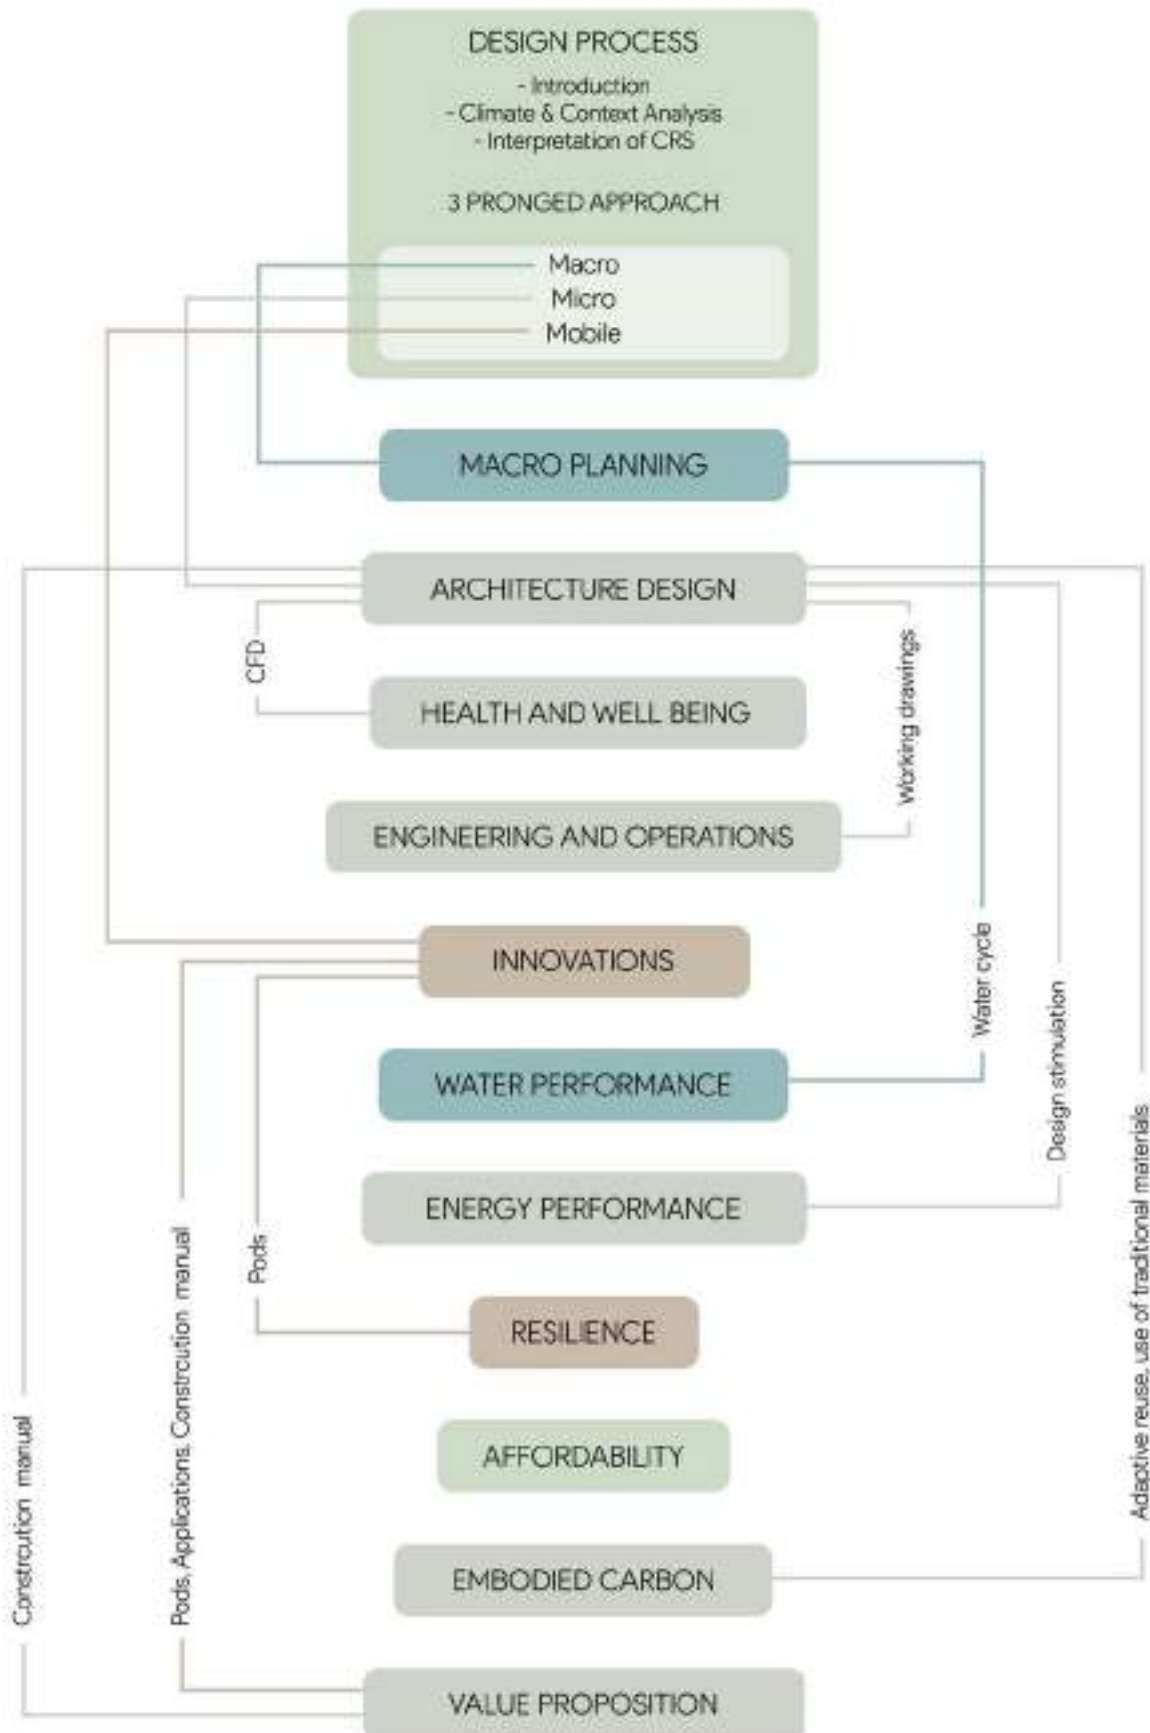 DESIGN PROCESS
- Introduction
- Climate & Context Analysis
- Interpretation of CRS
3 PRONGED APPROACH
Macro
Micro
Mobile
MACRO PLANNING
ARCHITECTURE DESIGN
CFD
HEALTH AND WELL BEING
Working drawings
ENGINEERING AND OPERATIONS
INNOVATIONS
Water cycle
WATER PERFORMANCE
Design stimulation
ENERGY PERFORMANCE
Pods
RESILIENCE
Adaptive reuse, use of traditional materials
Pods, Applications, Constrcution manual
AFFORDABILITY
Constrcution manual
EMBODIED CARBON
VALUE PROPOSITION